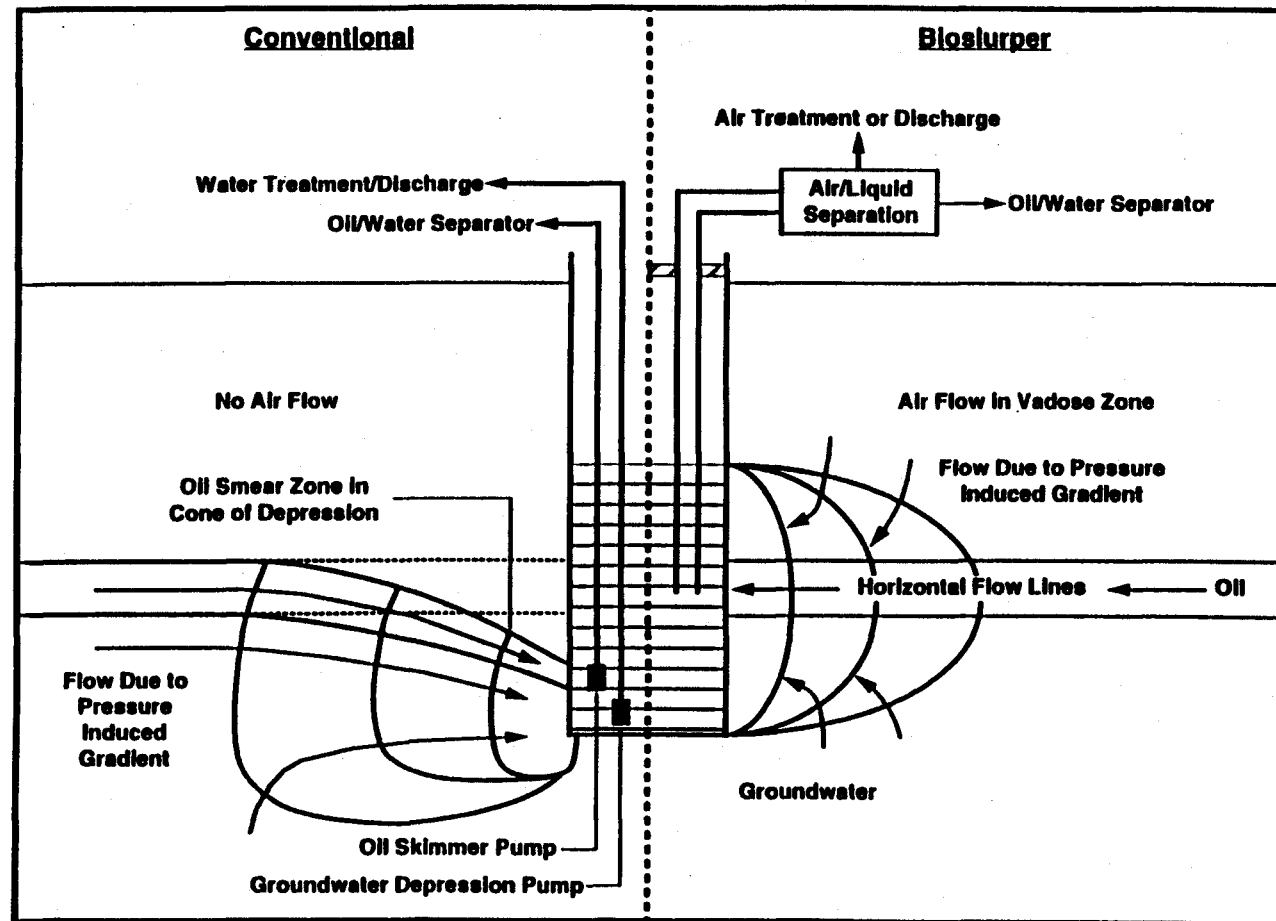 Conventional
Bioslurper
Air Treatment or Discharge
Water Treatment/Discharge
Air/Liquid
Separation
Oil/Water Separator
Oil/Water Separator
No Air Flow
Air Flow in Vadose Zone
Oil Smear Zone in
Cone of Depression
Flow Due to Pressure
Induced Gradient
Horizontal Flow Lines
Oil
Flow Due to
Pressure
Induced
Gradient
Groundwater
Oil Skimmer Pump
Groundwater Depression Pump